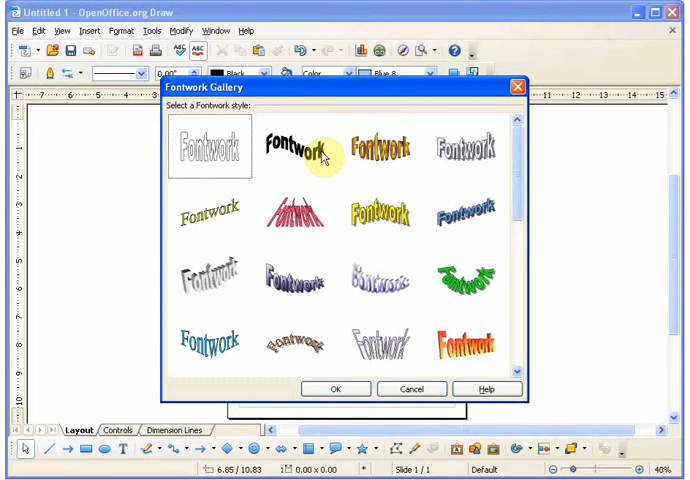 Untitled 1 - OpenOffice.org Draw
File Edit View Insert Format Tools Modify Window Help
0.00" Black Color Blue 8
Fontwork Gallery
Select a Fontwork style:
Fontwork Fontwork Fontwork Fontwork
Fontwork Fontwork Fontwork Fontwork
Fontwork Fontwork Fontwork Fontwork
Fontwork Fontwork Fontwork Fontwork
OK Cancel Help
Layout Controls Dimension Lines
6.85 / 10.83 0.00 x 0.00 * Slide 1 / 1 Default 40%